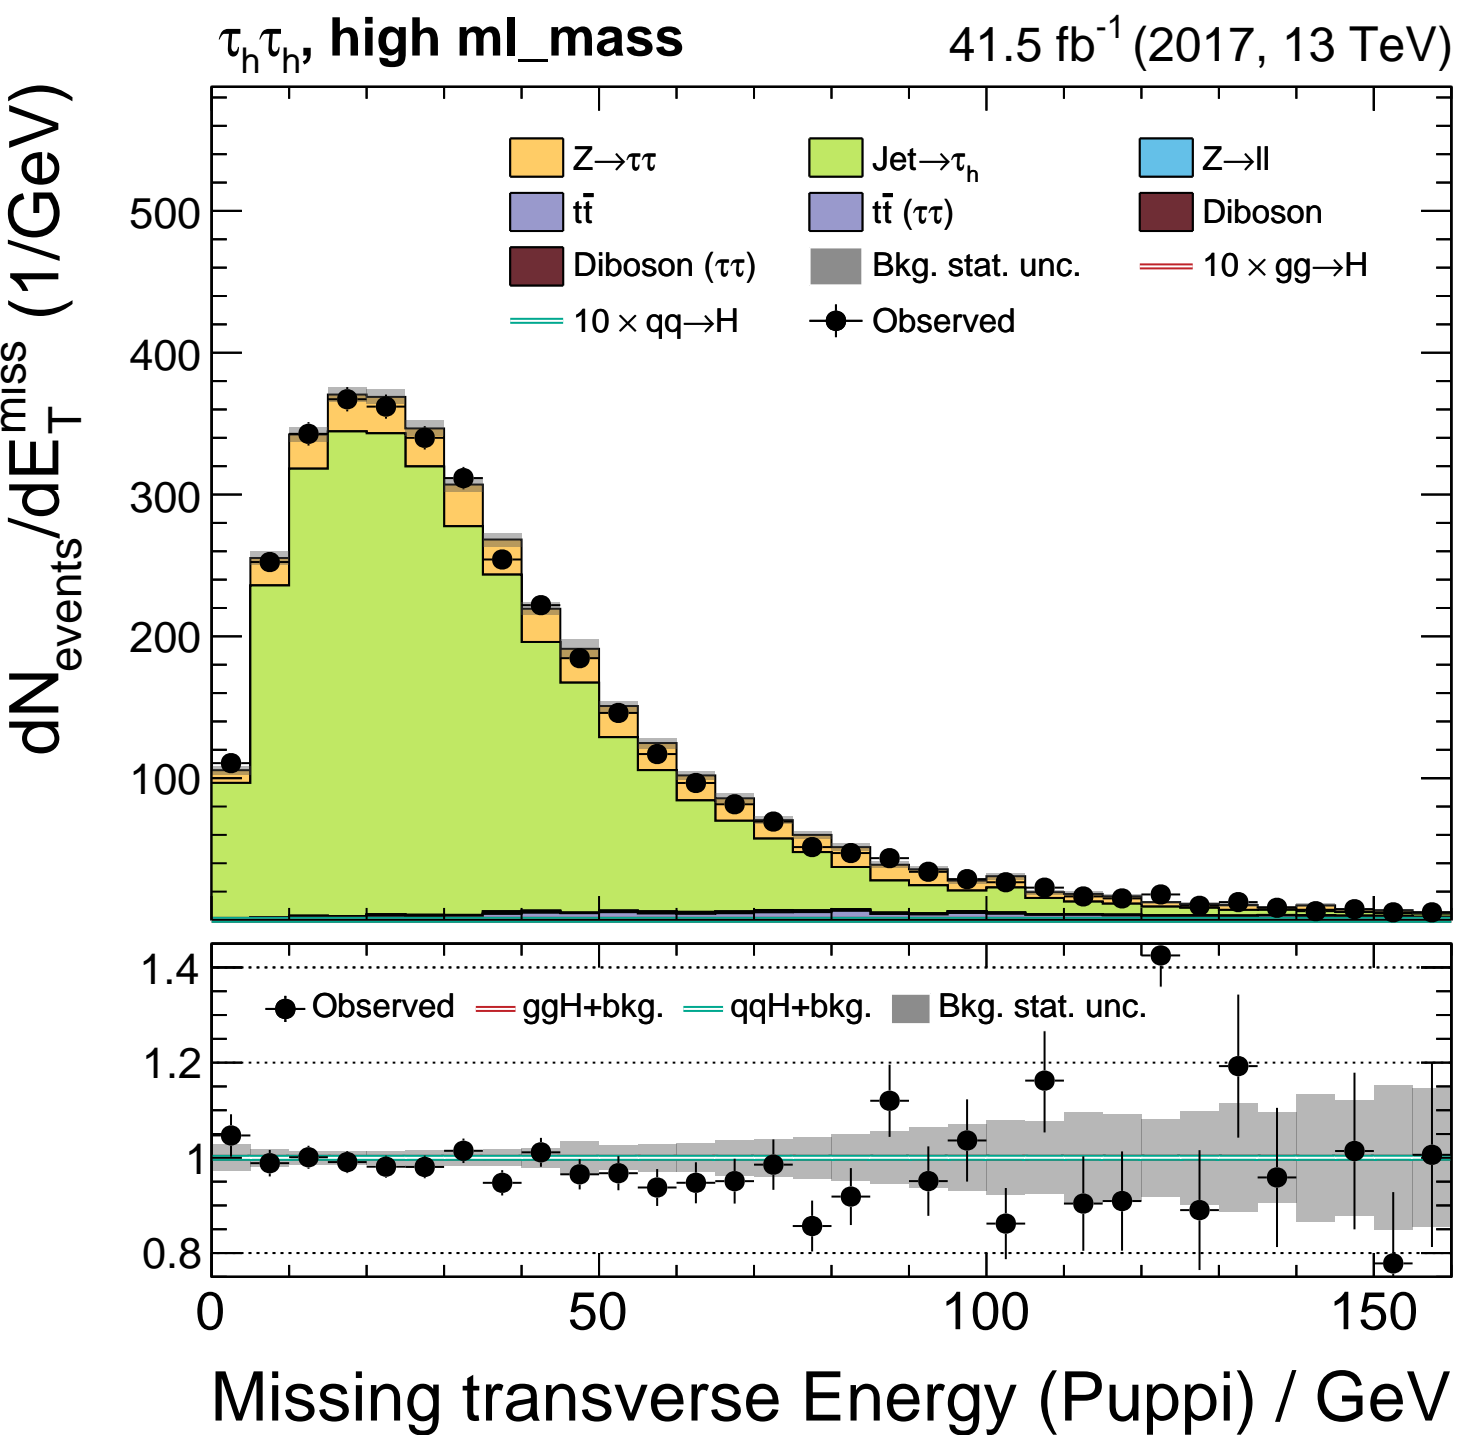 τhτh, high ml_mass 41.5 fb-1 (2017, 13 TeV)
dNevents/dETmiss (1/GeV)
Z→ττ Jet→τh Z→ll
tt̄ tt̄ (ττ) Diboson
Diboson (ττ) Bkg. stat. unc. 10 × gg→H
10 × qq→H Observed
500
400
300
200
100
1.4
Observed ggH+bkg. qqH+bkg. Bkg. stat. unc.
1.2
1
0.8
0 50 100 150
Missing transverse Energy (Puppi) / GeV